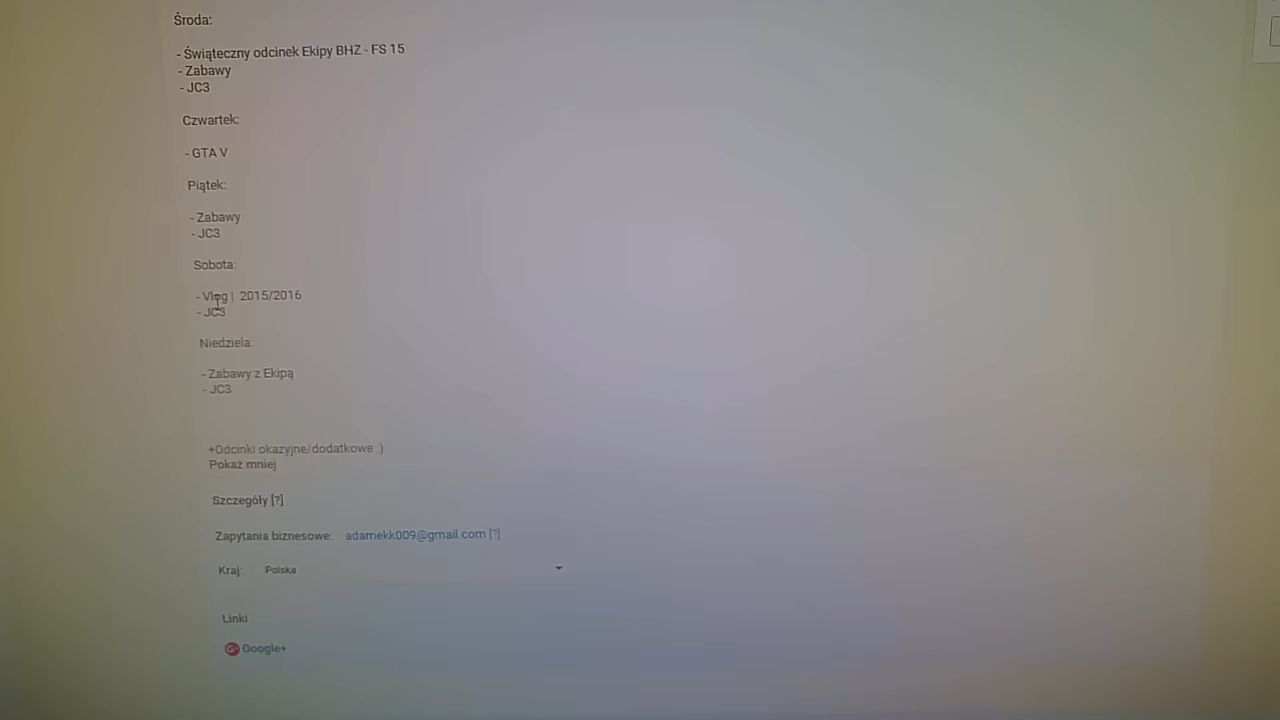 Środa:
- Świąteczny odcinek Ekipy BHZ - FS 15
- Zabawy
- JC3
Czwartek:
- GTA V
Piątek:
- Zabawy
- JC3
Sobota:
- Vlog | 2015/2016
- JC3
Niedziela:
- Zabawy z Ekipą
- JC3
+Odcinki okazyjne/dodatkowe :)
Pokaż mniej
Szczegóły [?]
Zapytania biznesowe: adamekk009@gmail.com [?]
Kraj: Polska
Linki
G+ Google+